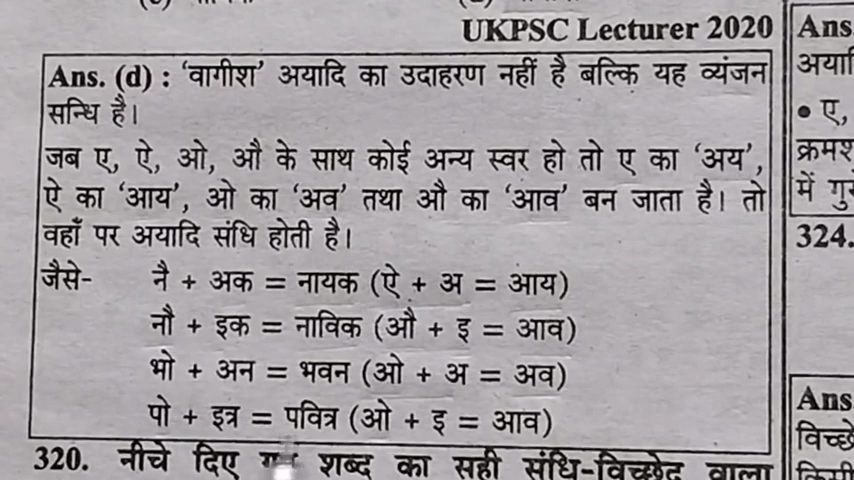 UKPSC Lecturer 2020
Ans. (d) : ‘वागीश’ अयादि का उदाहरण नहीं है बल्कि यह व्यंजन
सन्धि है।
जब ए, ऐ, ओ, औ के साथ कोई अन्य स्वर हो तो ए का ‘अय’,
ऐ का ‘आय’, ओ का ‘अव’ तथा औ का ‘आव’ बन जाता है। तो
वहाँ पर अयादि संधि होती है।
जैसे- नै + अक = नायक (ऐ + अ = आय)
नौ + इक = नाविक (औ + इ = आव)
भो + अन = भवन (ओ + अ = अव)
पो + इत्र = पवित्र (ओ + इ = आव)
320. नीचे दिए शब्द का सही संधि-विच्छेद वाला
Ans
अयादि
• ए,
क्रमश
में
324.
Ans